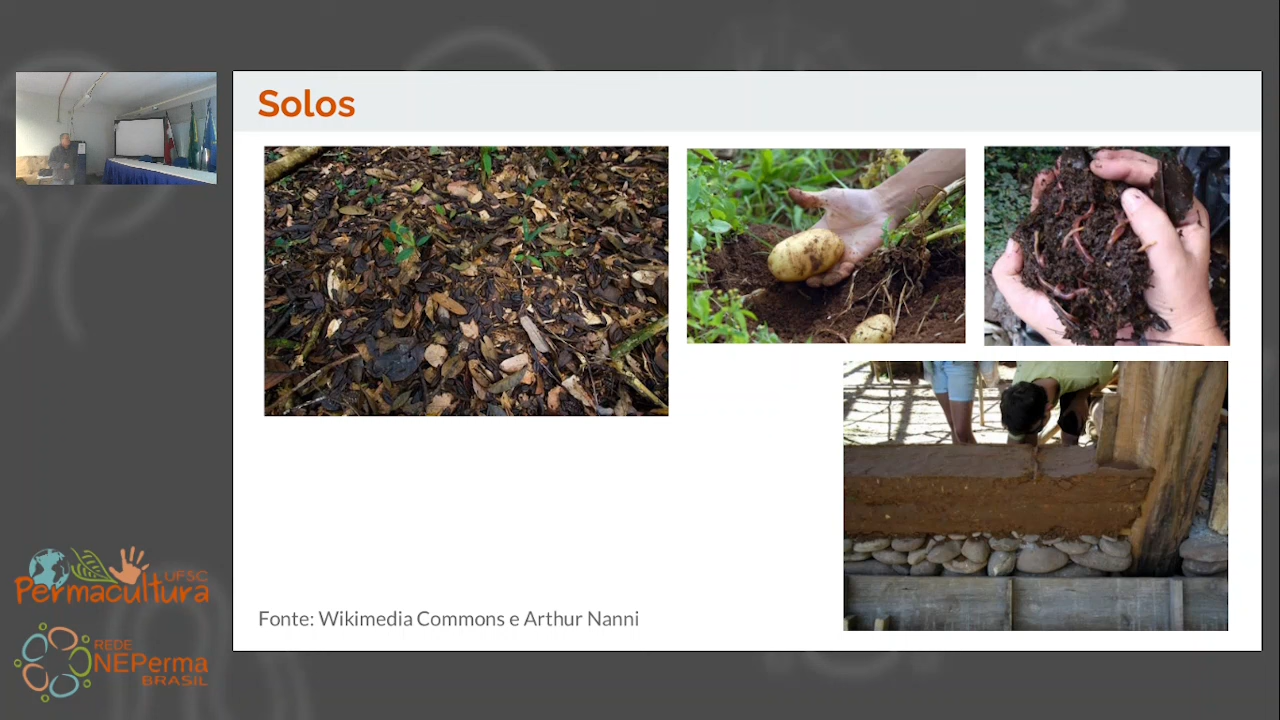 Solos
Fonte: Wikimedia Commons e Arthur Nanni
UFSC
Permacultura
REDE
NEPerma
BRASIL